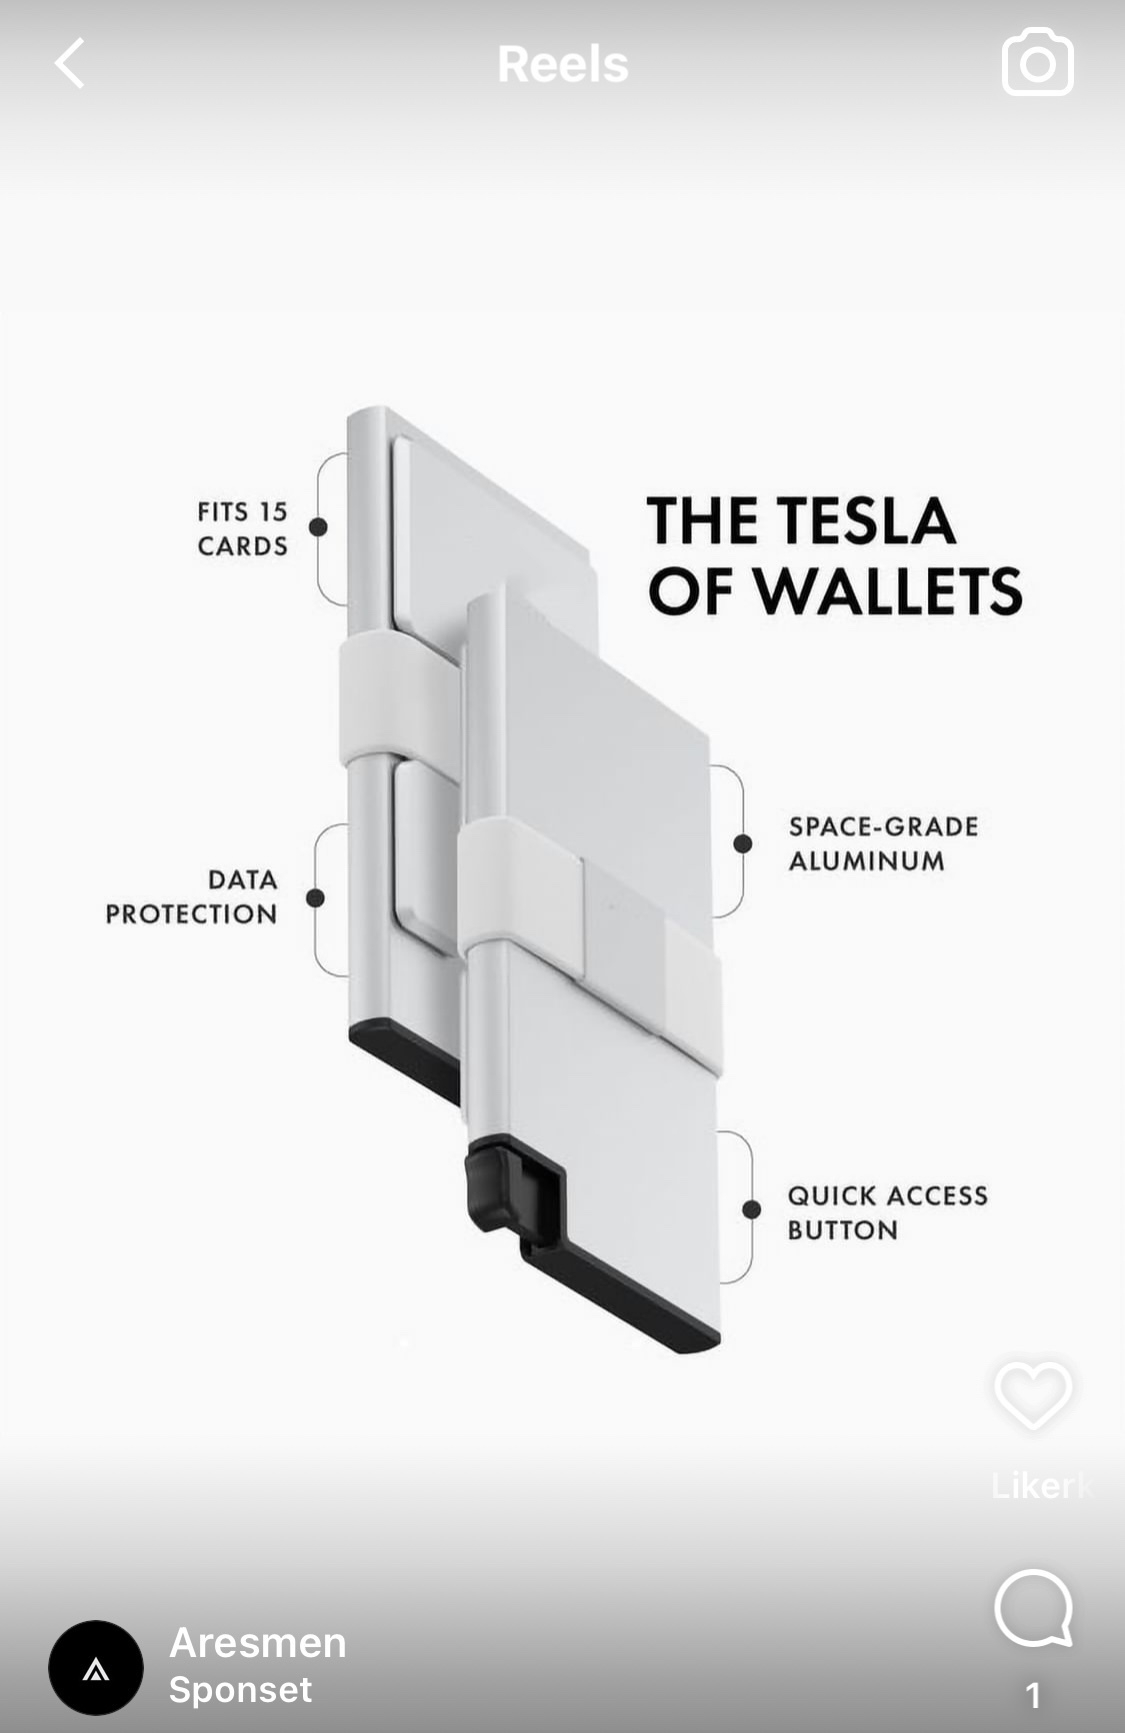 Reels
FITS 15
CARDS
THE TESLA
OF WALLETS
SPACE-GRADE
ALUMINUM
DATA
PROTECTION
QUICK ACCESS
BUTTON
Aresmen
Sponset
1